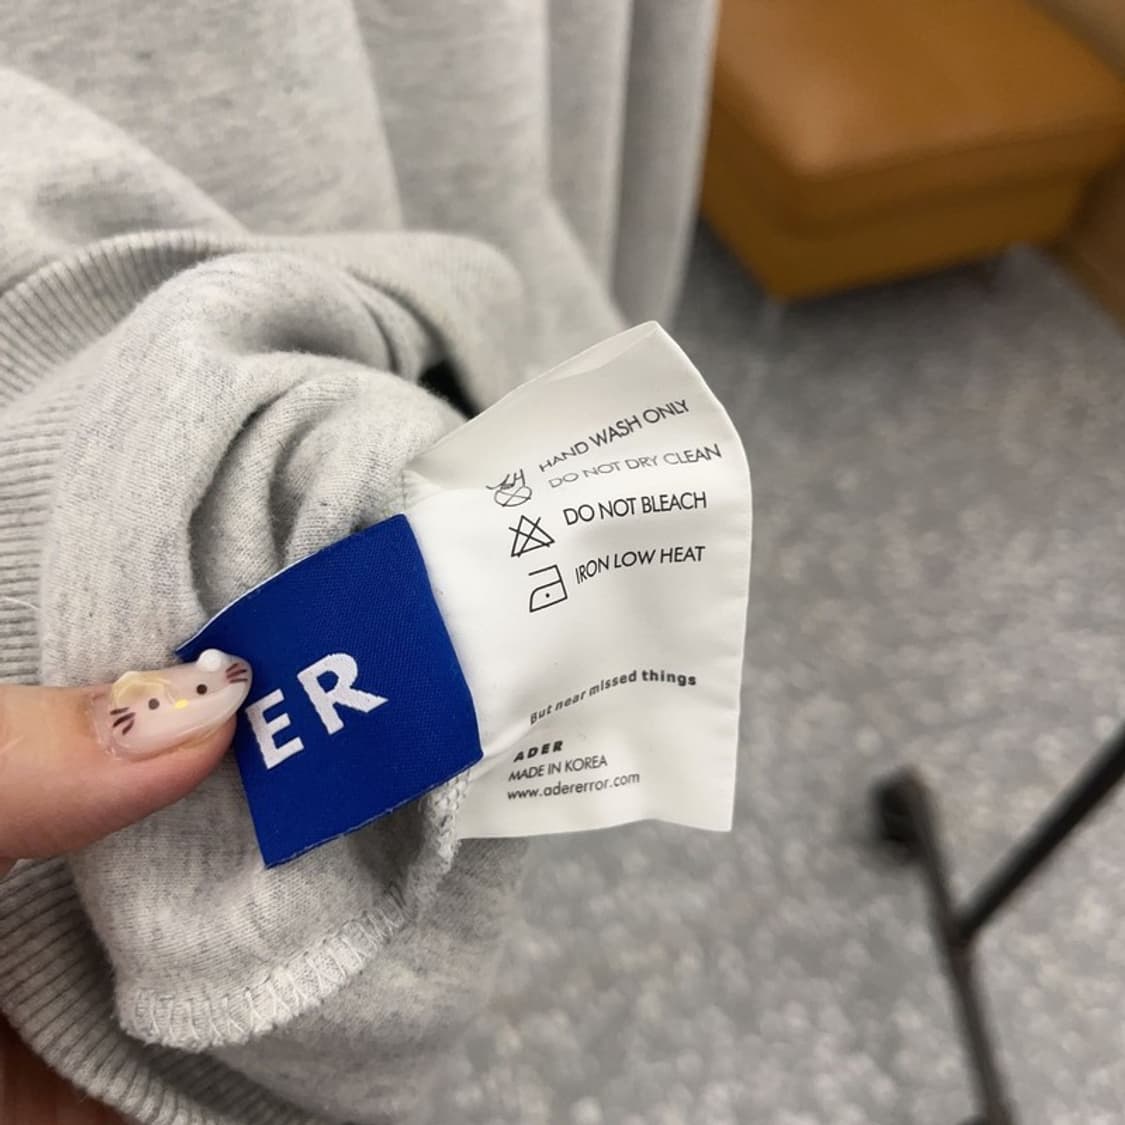 HAND WASH ONLY
DO NOT DRY CLEAN
DO NOT BLEACH
IRON LOW HEAT
But near missed things
ADER
MADE IN KOREA
www.adererror.com
ER